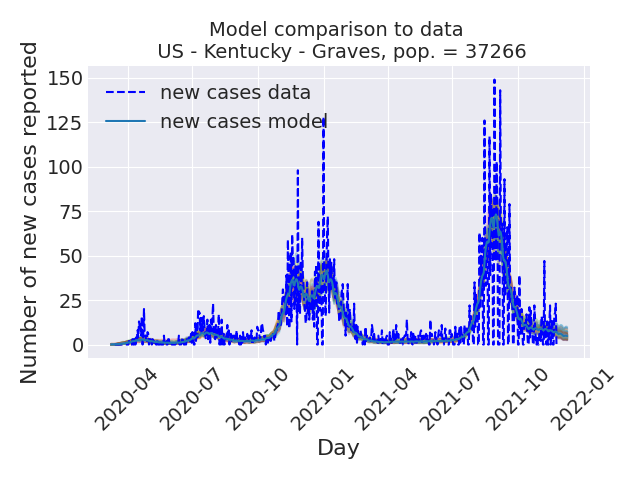 Model comparison to data
US - Kentucky - Graves, pop. = 37266
Number of new cases reported
150
125
100
75
50
25
0
new cases data
new cases model
2020-04
2020-07
2020-10
2021-01
2021-04
2021-07
2021-10
2022-01
Day